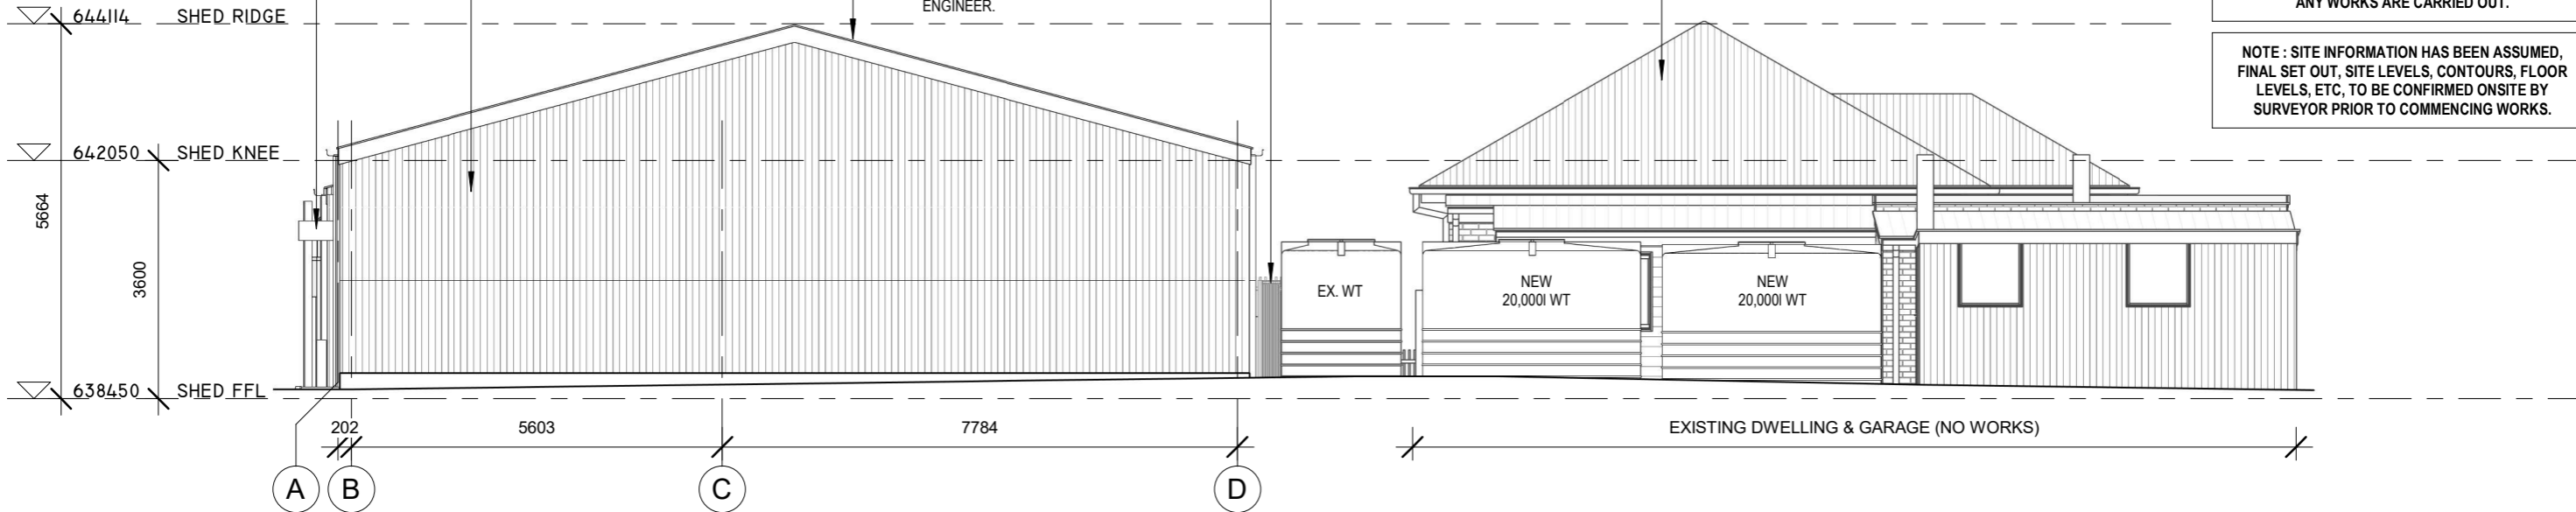 ENGINEER.
ANY WORKS ARE CARRIED OUT.
644114 SHED RIDGE
NOTE : SITE INFORMATION HAS BEEN ASSUMED,
FINAL SET OUT, SITE LEVELS, CONTOURS, FLOOR
LEVELS, ETC, TO BE CONFIRMED ONSITE BY
SURVEYOR PRIOR TO COMMENCING WORKS.
642050 SHED KNEE
5664
3600
EX. WT
NEW
20,000l WT
NEW
20,000l WT
638450 SHED FFL
202
5603
7784
EXISTING DWELLING & GARAGE (NO WORKS)
A
B
C
D